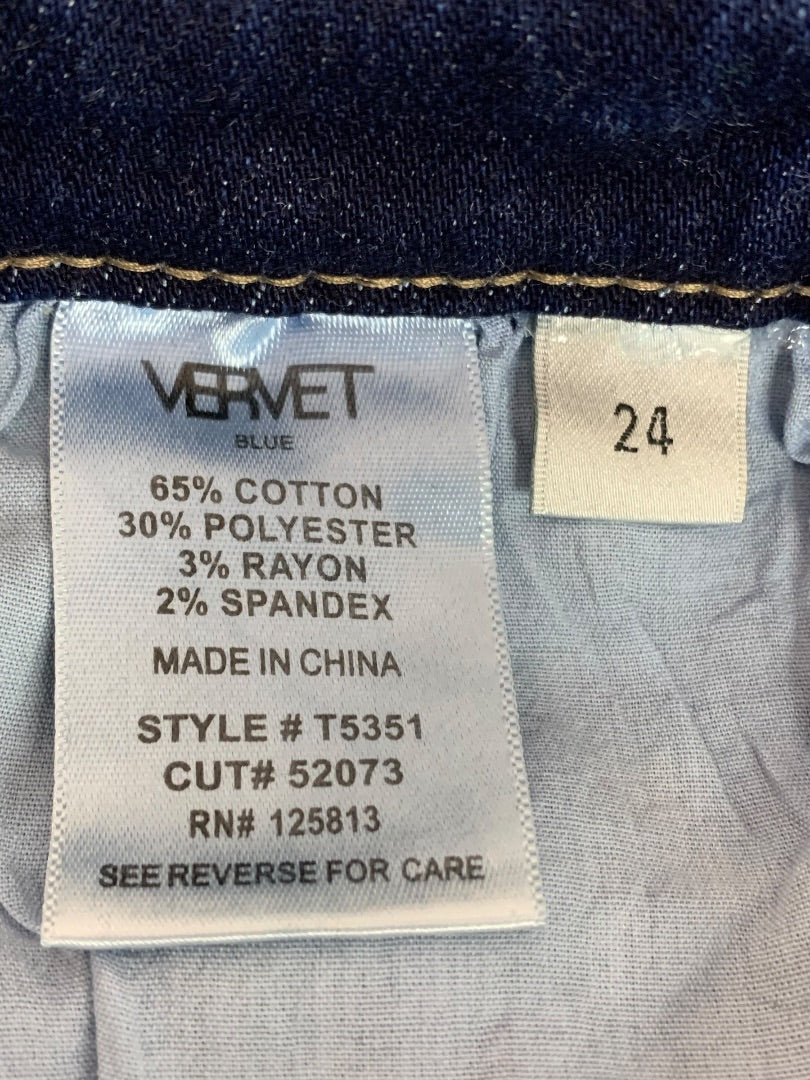 VERVET
BLUE
65% COTTON
30% POLYESTER
3% RAYON
2% SPANDEX
MADE IN CHINA
STYLE # T5351
CUT# 52073
RN# 125813
SEE REVERSE FOR CARE
24